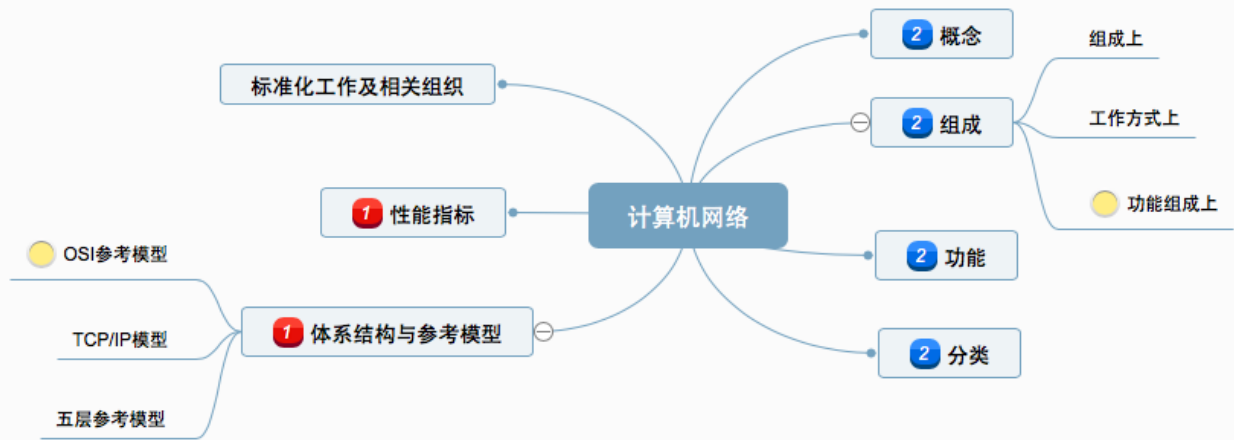 计算机网络
2 概念
2 组成
组成上
工作方式上
功能组成上
2 功能
2 分类
标准化工作及相关组织
1 性能指标
1 体系结构与参考模型
OSI参考模型
TCP/IP模型
五层参考模型